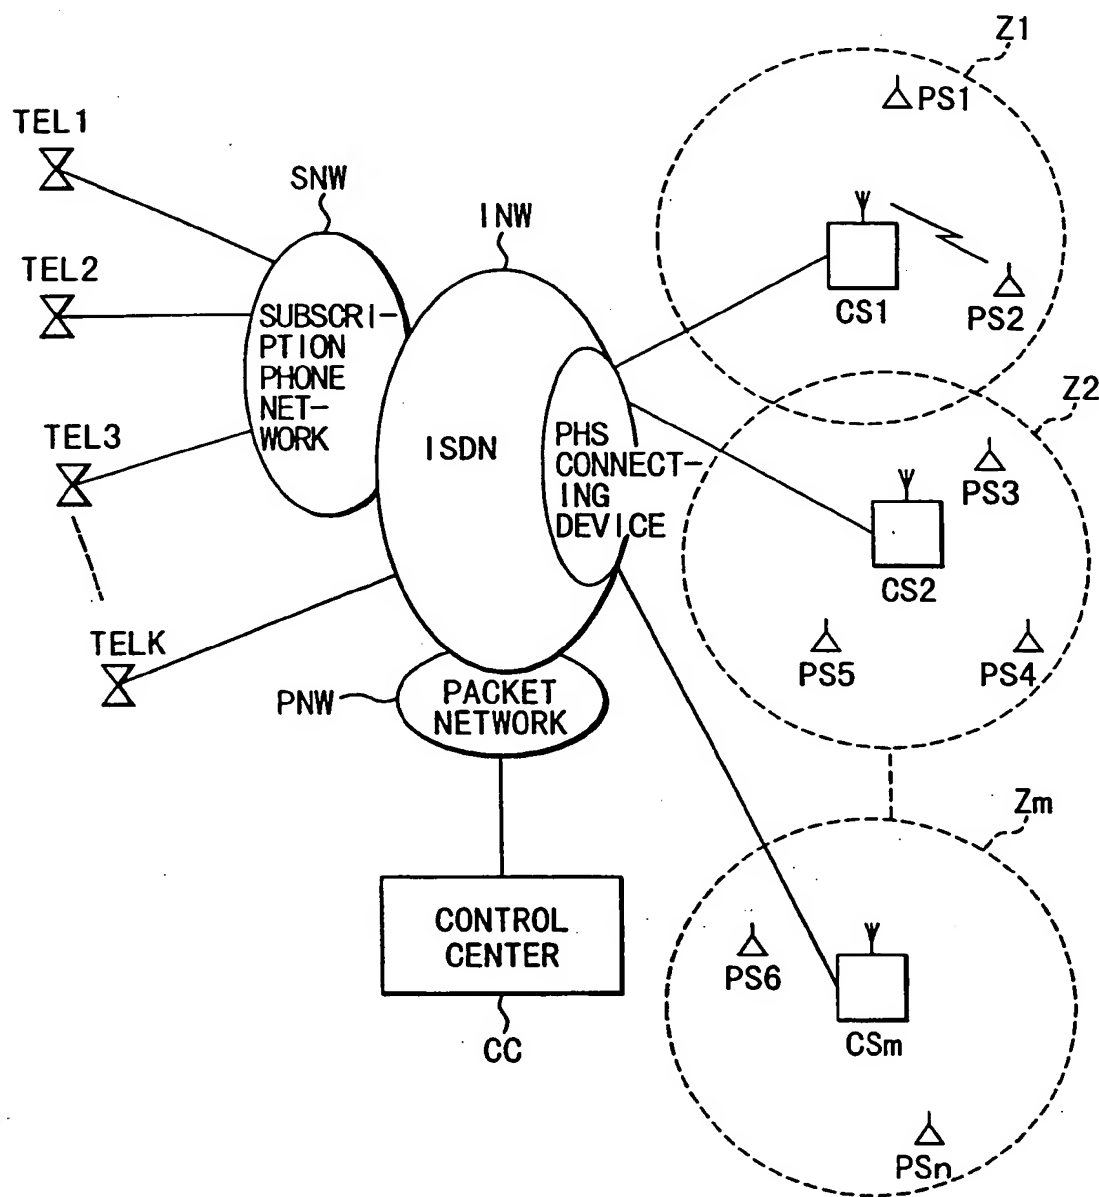 Z1
PS1
TEL1
SNW
INW
TEL2
CS1
PS2
SUBSCRI-
PTION
PHONE
NET-
WORK
Z2
TEL3
ISDN
PHS
CONNECT-
ING
DEVICE
PS3
CS2
TELK
PS5
PS4
PNW
PACKET
NETWORK
Zm
CONTROL
CENTER
PS6
CSm
CC
PSn